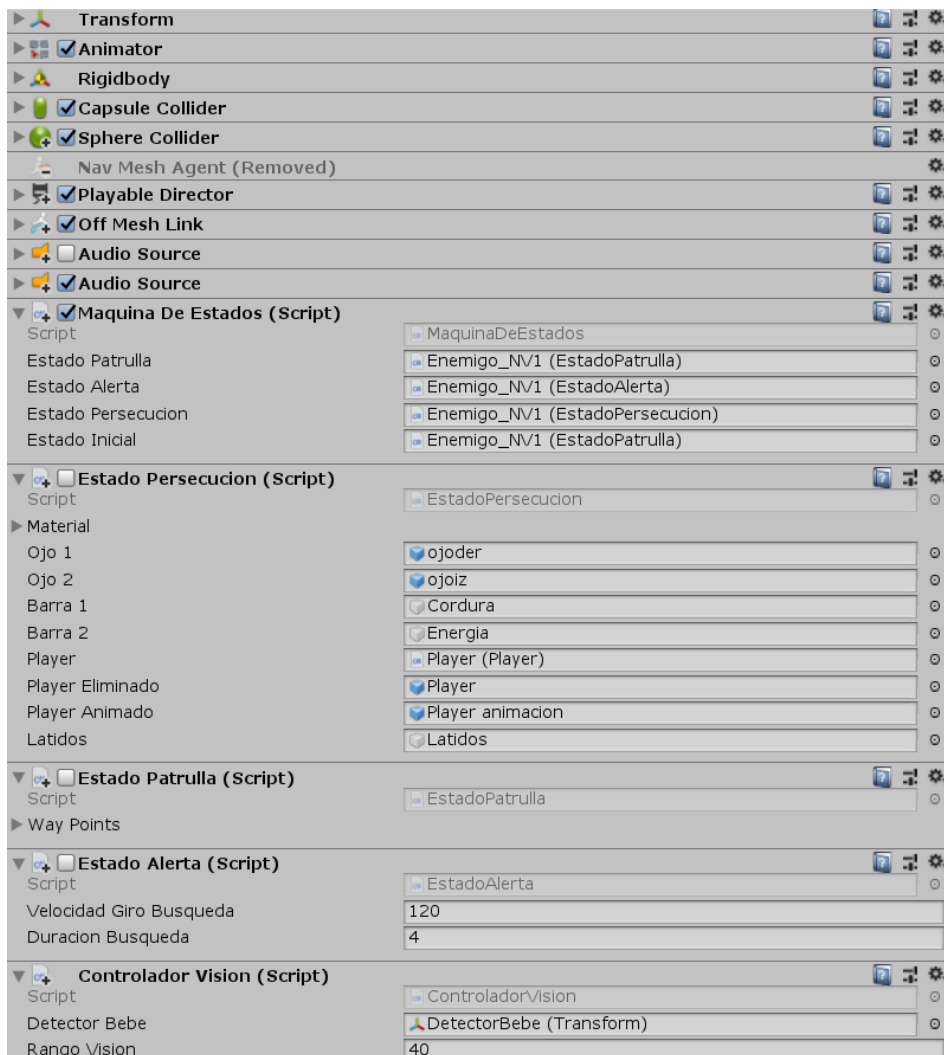 Transform
Animator
Rigidbody
Capsule Collider
Sphere Collider
Nav Mesh Agent (Removed)
Playable Director
Off Mesh Link
Audio Source
Audio Source
Maquina De Estados (Script)
Script MaquinaDeEstados
Estado Patrulla Enemigo_NV1 (EstadoPatrulla)
Estado Alerta Enemigo_NV1 (EstadoAlerta)
Estado Persecucion Enemigo_NV1 (EstadoPersecucion)
Estado Inicial Enemigo_NV1 (EstadoPatrulla)
Estado Persecucion (Script)
Script EstadoPersecucion
Material
Ojo 1 ojoder
Ojo 2 ojoiz
Barra 1 Cordura
Barra 2 Energia
Player Player (Player)
Player Eliminado Player
Player Animado Player animacion
Latidos Latidos
Estado Patrulla (Script)
Script EstadoPatrulla
Way Points
Estado Alerta (Script)
Script EstadoAlerta
Velocidad Giro Busqueda 120
Duracion Busqueda 4
Controlador Vision (Script)
Script ControladorVision
Detector Bebe DetectorBebe (Transform)
Rango Vision 40